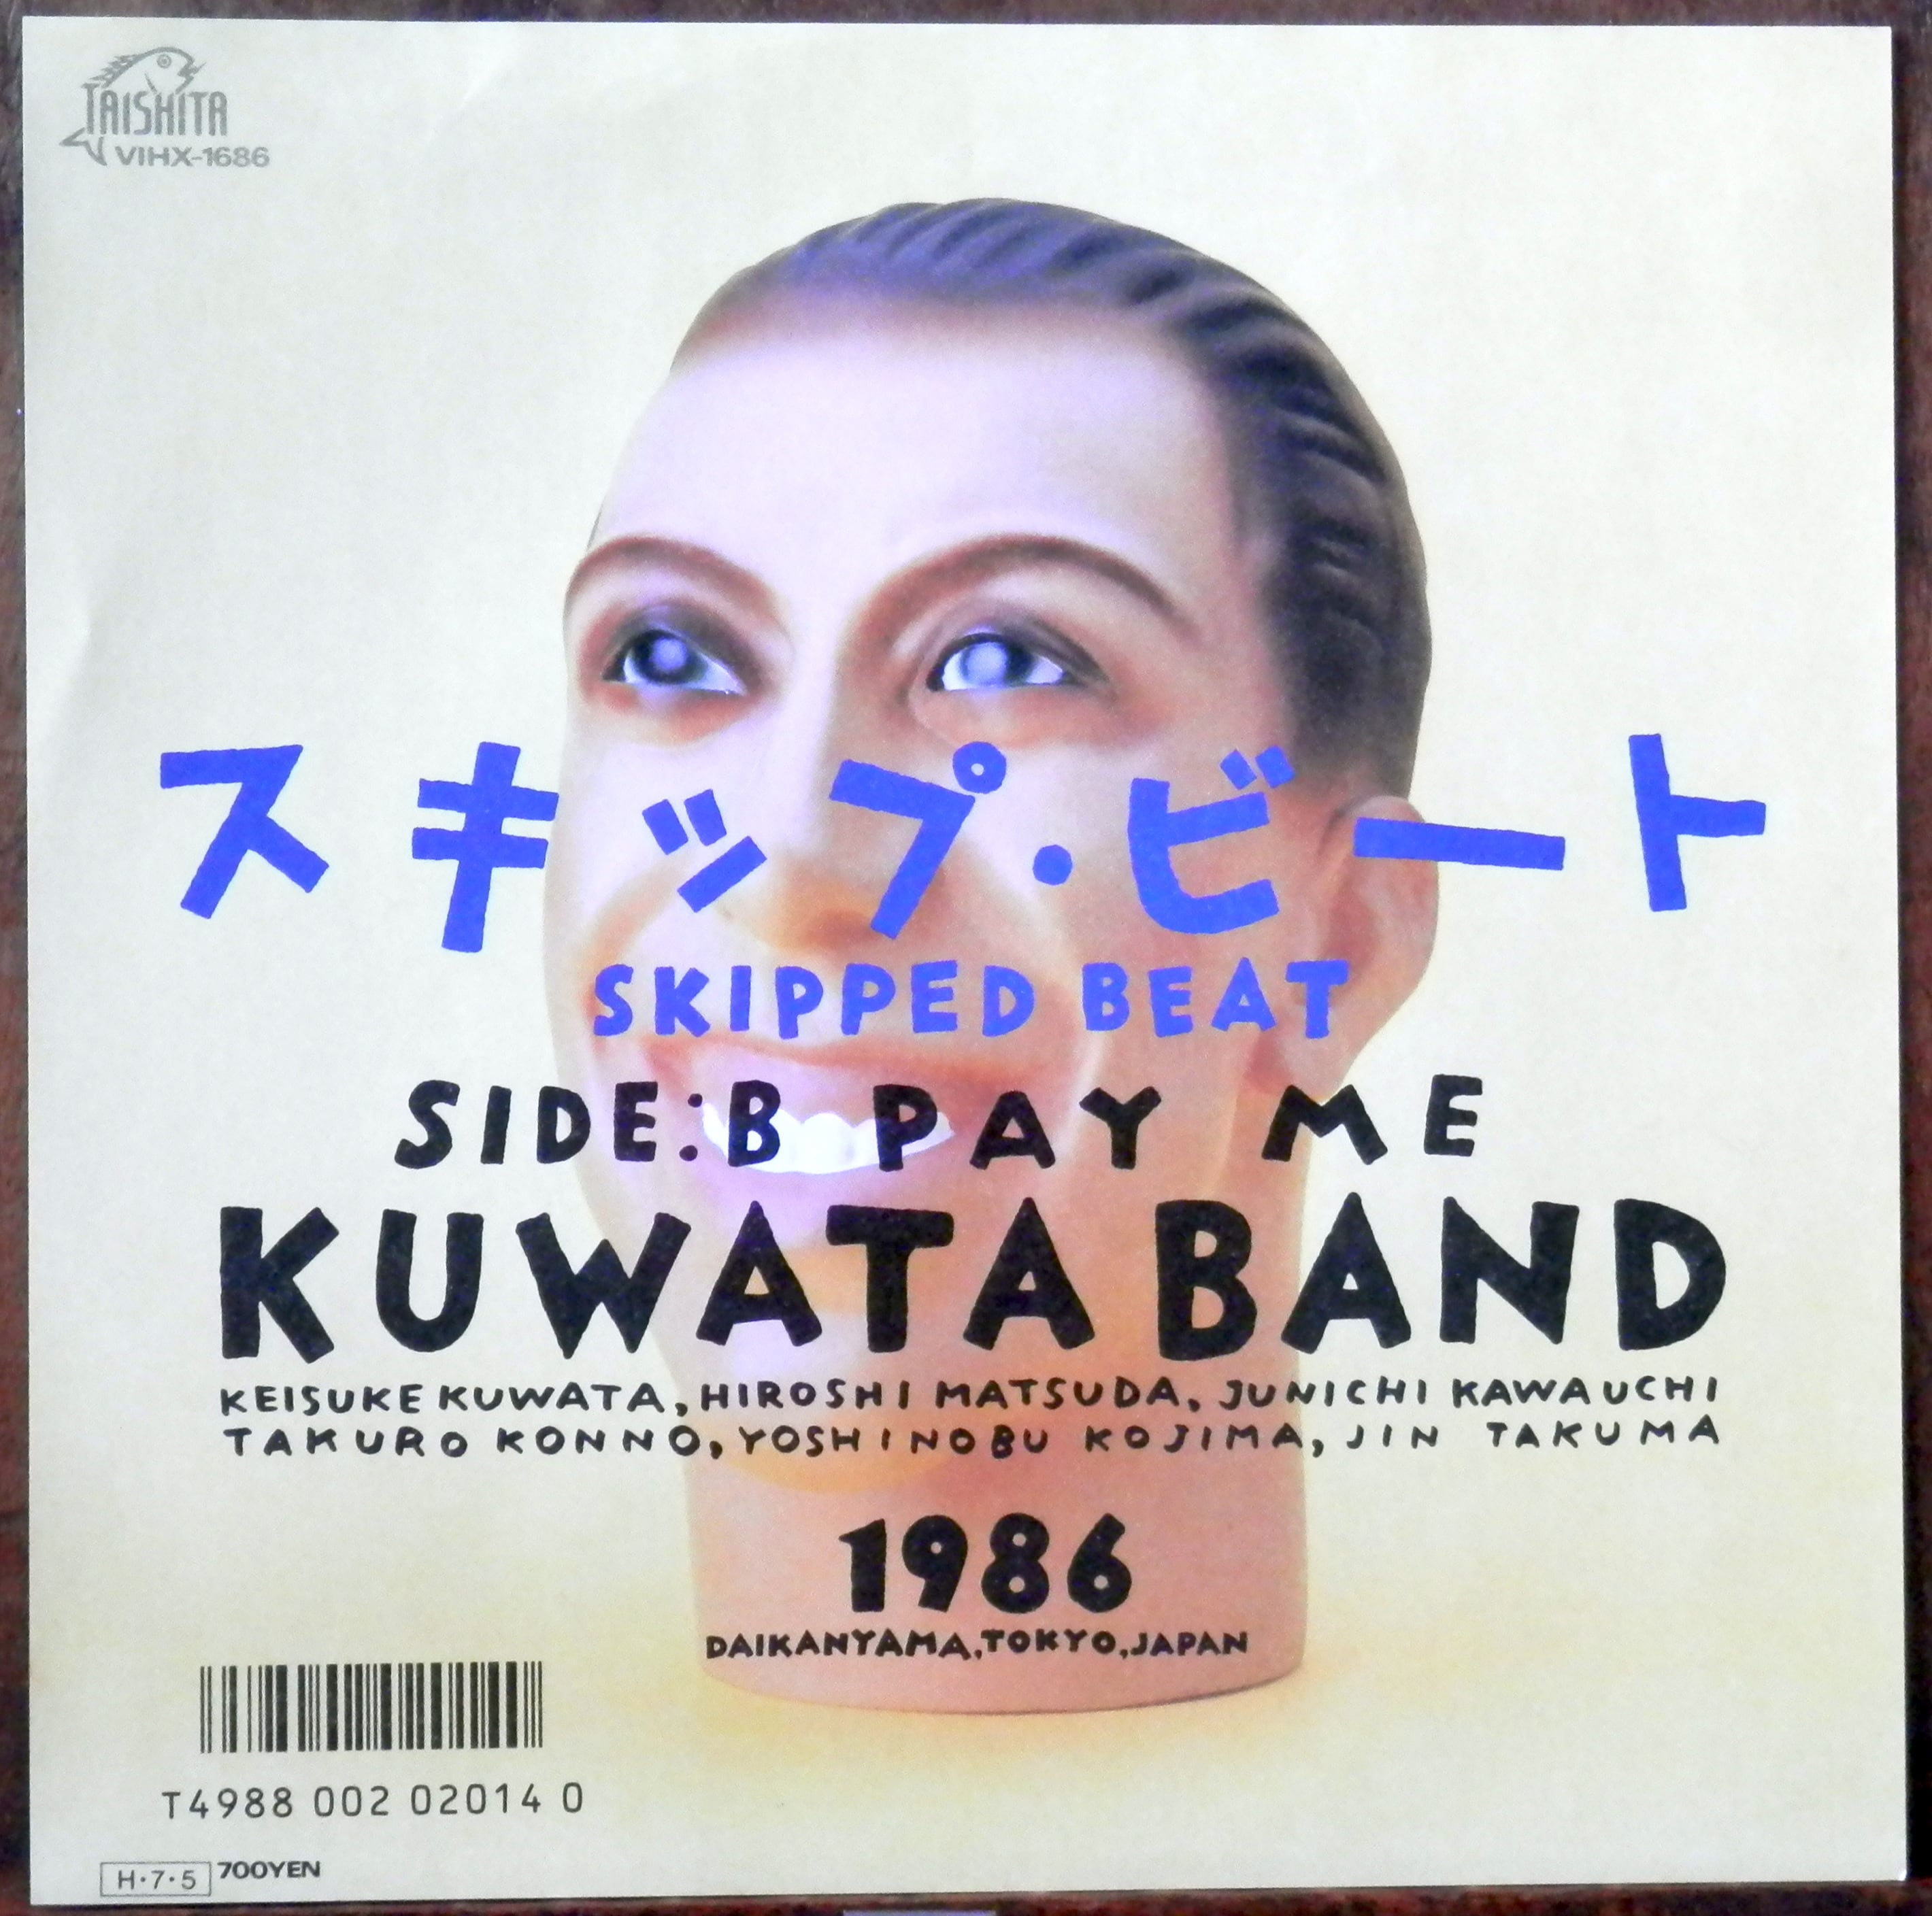 TAISHITA
VIHX-1686
スキップ・ビート
SKIPPED BEAT
SIDE:B PAY ME
KUWATA BAND
KEISUKE KUWATA, HIROSHI MATSUDA, JUNICHI KAWAUCHI
TAKURO KONNO, YOSHINOBU KOJIMA, JIN TAKUMA
1986
DAIKANYAMA, TOKYO, JAPAN
T4988 002 02014 0
H・7・5 700YEN